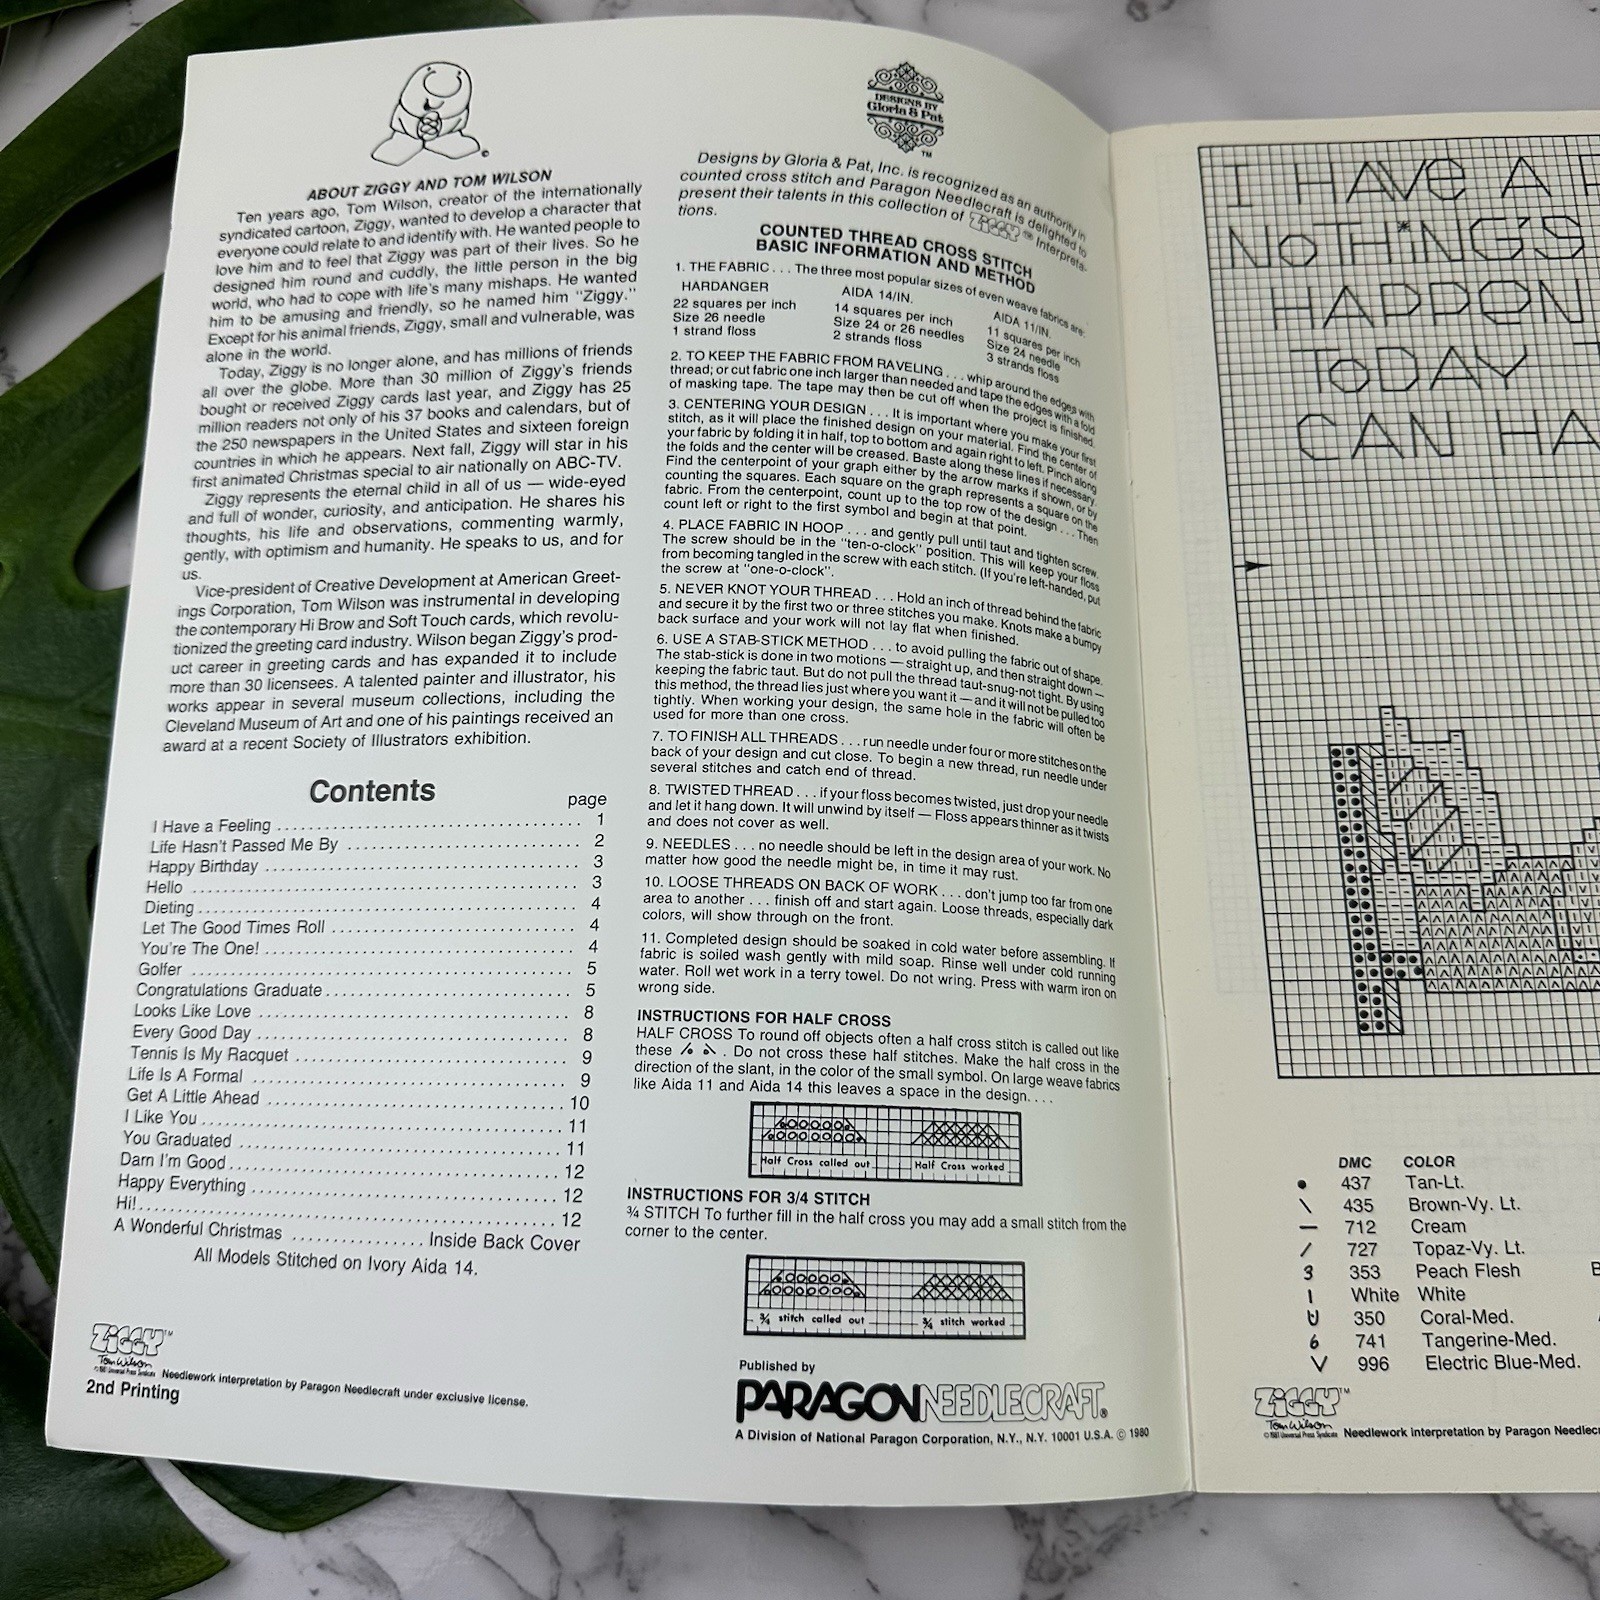 ABOUT ZIGGY AND TOM WILSON
Ten years ago, Tom Wilson, creator of the internationally
syndicated cartoon, Ziggy, wanted to develop a character that
everyone could relate to and identify with. He wanted people to
love him and to feel that Ziggy was part of their lives. So he
designed him round and cuddly, the little person in the big
world, who had to cope with life's many mishaps. He wanted
him to be amusing and friendly, so he named him "Ziggy."
Except for his animal friends, Ziggy, small and vulnerable, was
alone in the world.
Today, Ziggy is no longer alone, and has millions of friends
all over the globe. More than 30 million of Ziggy's friends
bought or received Ziggy cards last year, and Ziggy has 25
million readers not only of his 37 books and calendars, but of
the 250 newspapers in the United States and sixteen foreign
countries in which he appears. Next fall, Ziggy will star in his
first animated Christmas special to air nationally on ABC-TV.
Ziggy represents the eternal child in all of us — wide-eyed
and full of wonder, curiosity, and anticipation. He shares his
thoughts, his life and observations, commenting warmly,
gently, with optimism and humanity. He speaks to us, and for
us.
Vice-president of Creative Development at American Greet-
ings Corporation, Tom Wilson was instrumental in developing
the contemporary Hi Brow and Soft Touch cards, which revolu-
tionized the greeting card industry. Wilson began Ziggy's prod-
uct career in greeting cards and has expanded it to include
more than 30 licensees. A talented painter and illustrator, his
works appear in several museum collections, including the
Cleveland Museum of Art and one of his paintings received an
award at a recent Society of Illustrators exhibition.
Contents
page
I Have a Feeling ........ 1
Life Hasn't Passed Me By ........ 2
Happy Birthday ........ 3
Hello ........ 3
Dieting ........ 4
Let The Good Times Roll ........ 4
You're The One! ........ 4
Golfer ........ 5
Congratulations Graduate ........ 5
Looks Like Love ........ 8
Every Good Day ........ 8
Tennis Is My Racquet ........ 9
Life Is A Formal ........ 9
Get A Little Ahead ........ 10
I Like You ........ 11
You Graduated ........ 11
Darn I'm Good ........ 12
Happy Everything ........ 12
Hi! ........ 12
A Wonderful Christmas ........ Inside Back Cover
All Models Stitched on Ivory Aida 14.
ZIGGY™
Tom Wilson
© 1981 Universal Press Syndicate Needlework interpretation by Paragon Needlecraft under exclusive license.
2nd Printing
DESIGNS BY
Gloria & Pat
TM
Designs by Gloria & Pat, Inc. is recognized as an authority in
counted cross stitch and Paragon Needlecraft is delighted to
present their talents in this collection of ZIGGY™ Interpreta-
tions.
COUNTED THREAD CROSS STITCH
BASIC INFORMATION AND METHOD
1. THE FABRIC . . . The three most popular sizes of even weave fabrics are:
HARDANGER AIDA 14/IN. AIDA 11/IN.
22 squares per inch 14 squares per inch 11 squares per inch
Size 26 needle Size 24 or 26 needles Size 24 needle
1 strand floss 2 strands floss 3 strands floss
2. TO KEEP THE FABRIC FROM RAVELING . . . whip around the edges with
thread; or cut fabric one inch larger than needed and tape the edges with a fold
of masking tape. The tape may then be cut off when the project is finished.
3. CENTERING YOUR DESIGN . . . It is important where you make your first
stitch, as it will place the finished design on your material. Find the center of
your fabric by folding it in half, top to bottom and again right to left. Pinch along
the folds and the center will be creased. Baste along these lines if necessary.
Find the centerpoint of your graph either by the arrow marks if shown, or by
counting the squares. Each square on the graph represents a square on the
fabric. From the centerpoint, count up to the top row of the design . . . Then
count left or right to the first symbol and begin at that point.
4. PLACE FABRIC IN HOOP . . . and gently pull until taut and tighten screw.
The screw should be in the "ten-o-clock" position. This will keep your floss
from becoming tangled in the screw with each stitch. (If you're left-handed, put
the screw at "one-o-clock".
5. NEVER KNOT YOUR THREAD . . . Hold an inch of thread behind the fabric
and secure it by the first two or three stitches you make. Knots make a bumpy
back surface and your work will not lay flat when finished.
6. USE A STAB-STICK METHOD . . . to avoid pulling the fabric out of shape.
The stab-stick is done in two motions — straight up, and then straight down —
keeping the fabric taut. But do not pull the thread taut-snug-not tight. By using
this method, the thread lies just where you want it — and it will not be pulled too
tightly. When working your design, the same hole in the fabric will often be
used for more than one cross.
7. TO FINISH ALL THREADS . . . run needle under four or more stitches on the
back of your design and cut close. To begin a new thread, run needle under
several stitches and catch end of thread.
8. TWISTED THREAD . . . if your floss becomes twisted, just drop your needle
and let it hang down. It will unwind by itself — Floss appears thinner as it twists
and does not cover as well.
9. NEEDLES . . . no needle should be left in the design area of your work. No
matter how good the needle might be, in time it may rust.
10. LOOSE THREADS ON BACK OF WORK . . . don't jump too far from one
area to another . . . finish off and start again. Loose threads, especially dark
colors, will show through on the front.
11. Completed design should be soaked in cold water before assembling. If
fabric is soiled wash gently with mild soap. Rinse well under cold running
water. Roll wet work in a terry towel. Do not wring. Press with warm iron on
wrong side.
INSTRUCTIONS FOR HALF CROSS
HALF CROSS To round off objects often a half cross stitch is called out like
these . Do not cross these half stitches. Make the half cross in the
direction of the slant, in the color of the small symbol. On large weave fabrics
like Aida 11 and Aida 14 this leaves a space in the design. . . .
Half Cross called out Half Cross worked
INSTRUCTIONS FOR 3/4 STITCH
¾ STITCH To further fill in the half cross you may add a small stitch from the
corner to the center.
¾ stitch called out ¾ stitch worked
Published by
PARAGON NEEDLECRAFT®
A Division of National Paragon Corporation, N.Y., N.Y. 10001 U.S.A. © 1980
I HAVE A F
NOTHING'S
HAPPEN
TODAY T
CAN HA
DMC COLOR
437 Tan-Lt.
435 Brown-Vy. Lt.
712 Cream
727 Topaz-Vy. Lt.
353 Peach Flesh
White White
350 Coral-Med.
741 Tangerine-Med.
996 Electric Blue-Med.
ZIGGY™
Tom Wilson
© 1981 Universal Press Syndicate Needlework interpretation by Paragon Needlec